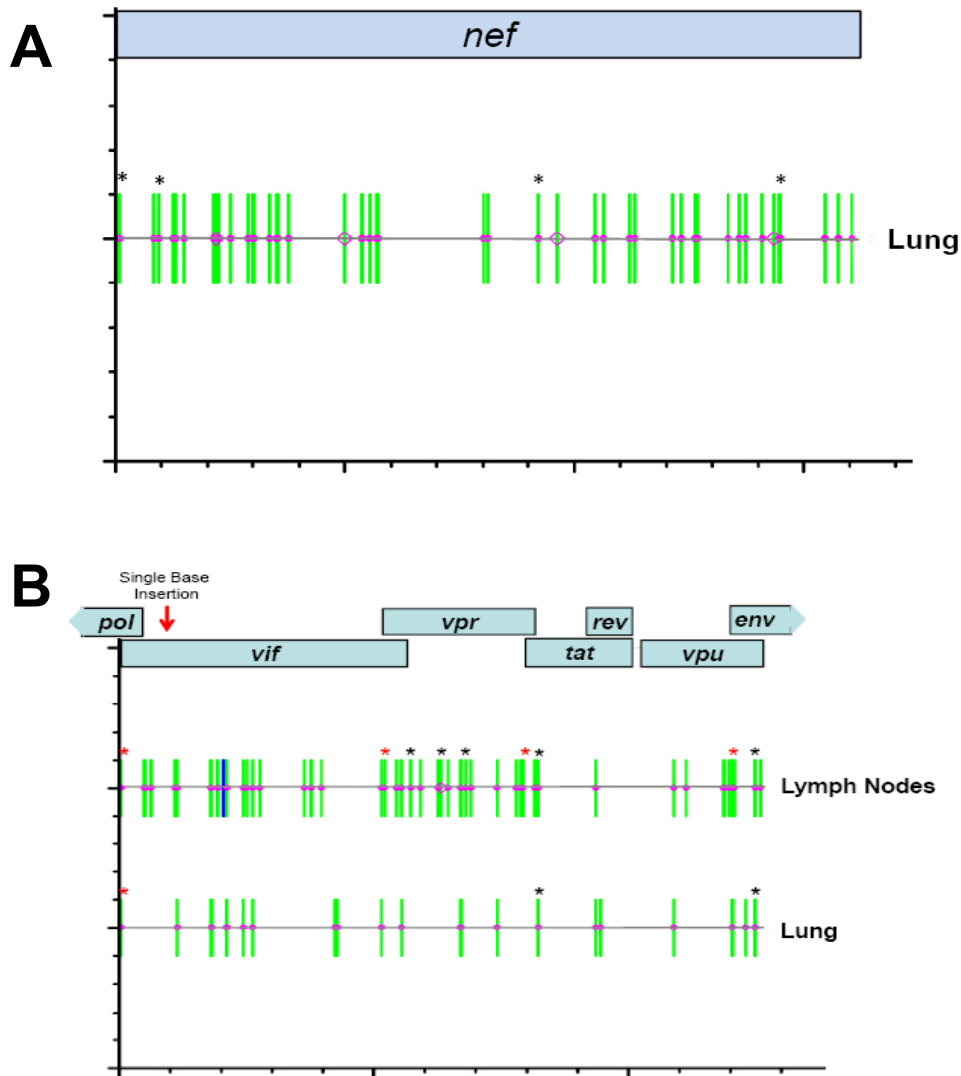 A
nef
* * * *
Lung
B
Single Base
Insertion
pol vpr rev env
vif tat vpu
* * * * * * * * *
Lymph Nodes
* * *
Lung